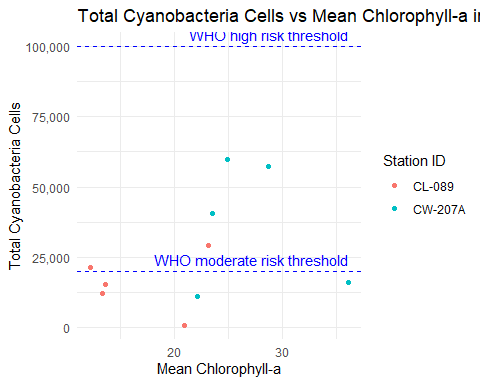 Total Cyanobacteria Cells vs Mean Chlorophyll-a i
WHO high risk threshold
100,000
75,000
Total Cyanobacteria Cells
Station ID
CL-089
50,000
CW-207A
25,000
WHO moderate risk threshold
0
20
30
Mean Chlorophyll-a